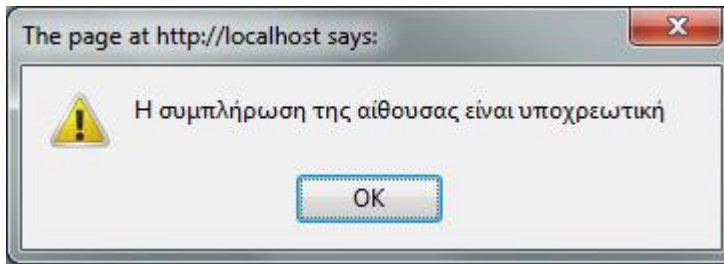 The page at http://localhost says:
Η συμπλήρωση της αίθουσας είναι υποχρεωτική
OK